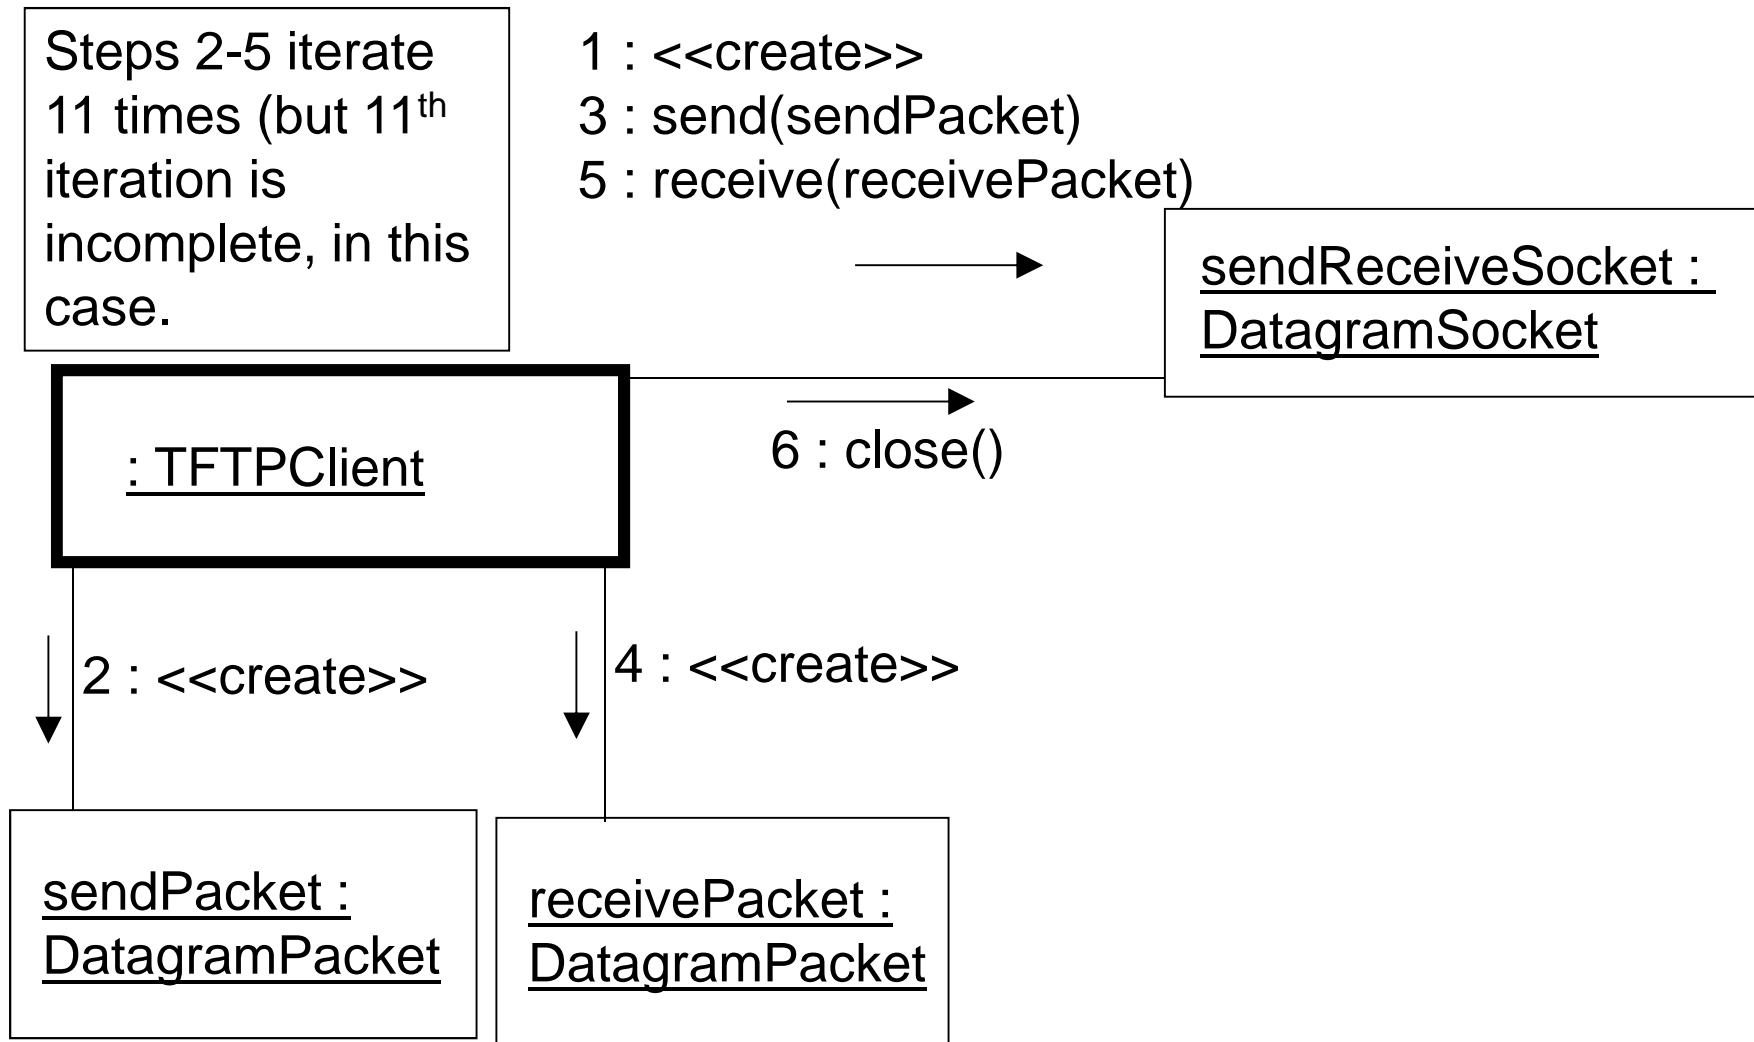 Steps 2-5 iterate
11 times (but 11th
iteration is
incomplete, in this
case.
1 : <<create>>
3 : send(sendPacket)
5 : receive(receivePacket)
sendReceiveSocket :
DatagramSocket
: TFTPClient
6 : close()
2 : <<create>>
4 : <<create>>
sendPacket :
DatagramPacket
receivePacket :
DatagramPacket